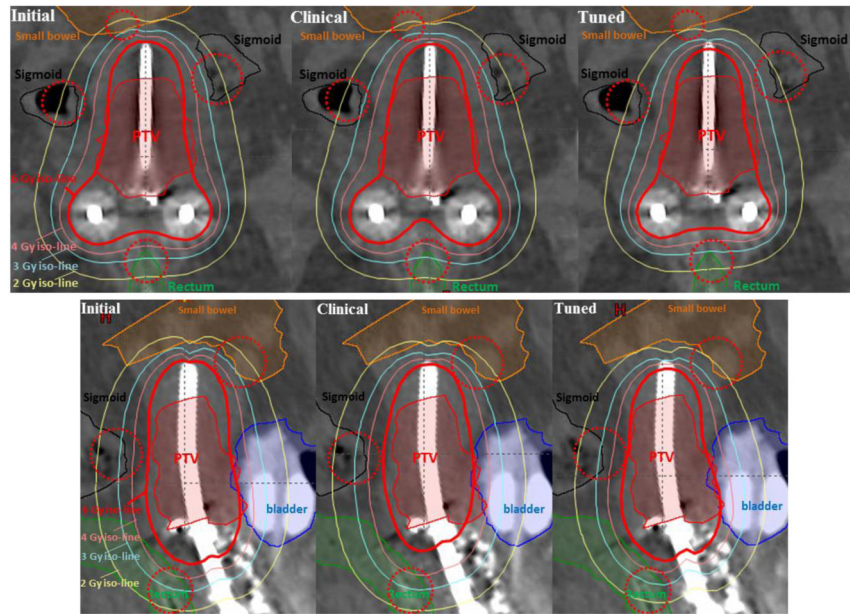 Initial
Clinical
Tuned
Small bowel
Small bowel
Small bowel
Sigmoid
Sigmoid
Sigmoid
Sigmoid
Sigmoid
Sigmoid
PTV
PTV
PTV
6 Gy iso-line
4 Gy iso-line
3 Gy iso-line
2 Gy iso-line
Rectum
Rectum
Rectum
Initial
Clinical
Tuned
H
H
Small bowel
Small bowel
Small bowel
Sigmoid
Sigmoid
Sigmoid
PTV
PTV
PTV
bladder
bladder
bladder
Gy iso-line
4 Gy iso-line
3 Gy iso-line
2 Gy iso-line
Rectum